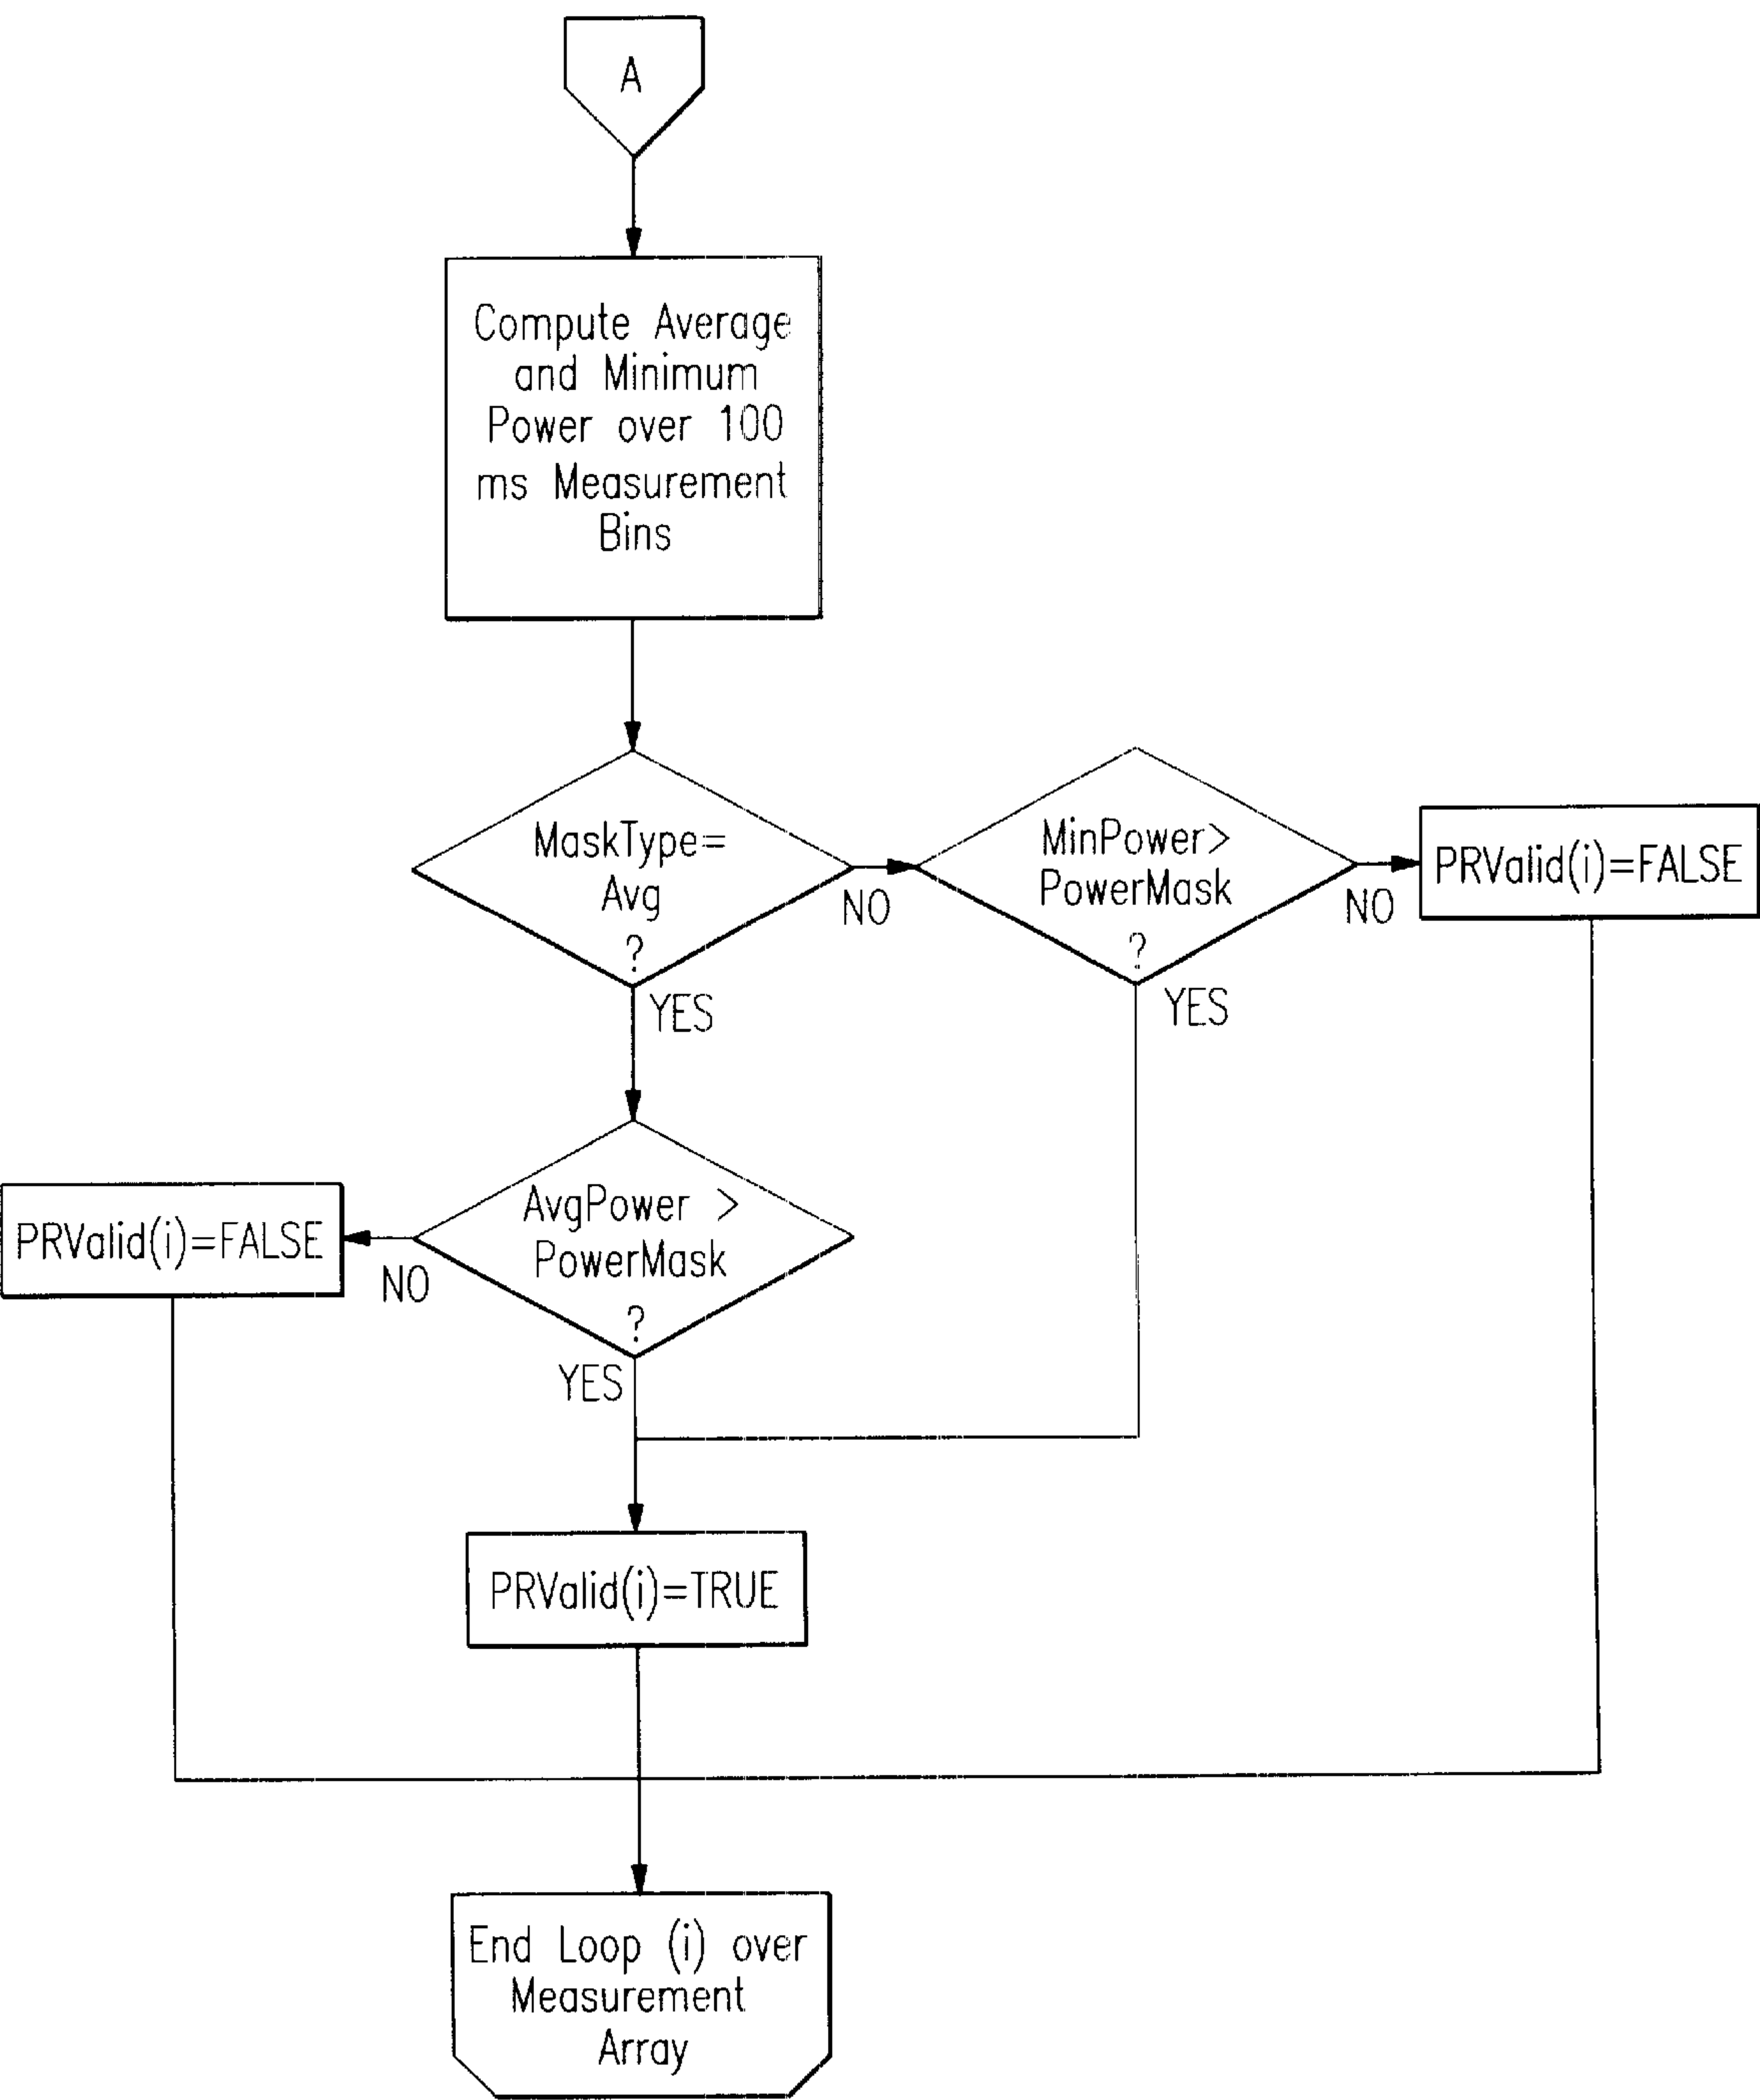 A
Compute Average
and Minimum
Power over 100
ms Measurement
Bins
MaskType=
Avg
?
NO
YES
MinPower>
PowerMask
?
NO
YES
PRValid(i)=FALSE
AvgPower >
PowerMask
?
NO
YES
PRValid(i)=FALSE
PRValid(i)=TRUE
End Loop (i) over
Measurement
Array